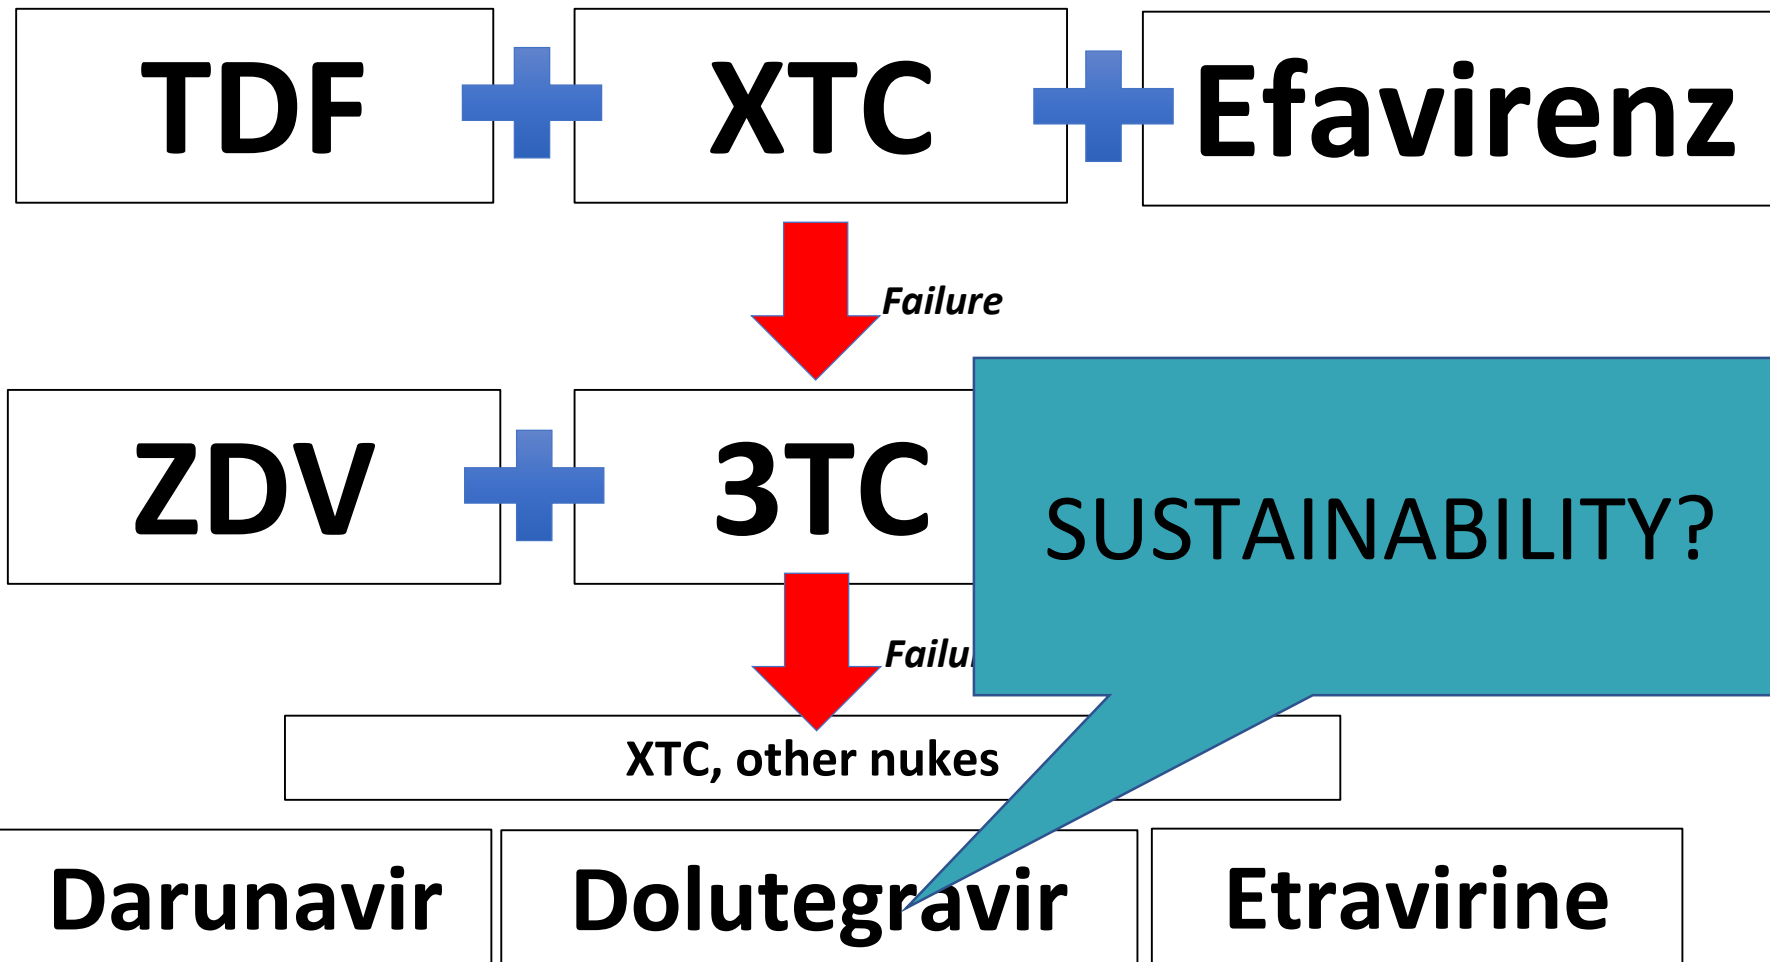 TDF XTC Efavirenz
Failure
ZDV 3TC
SUSTAINABILITY?
XTC, other nukes
Darunavir Dolutegravir Etravirine